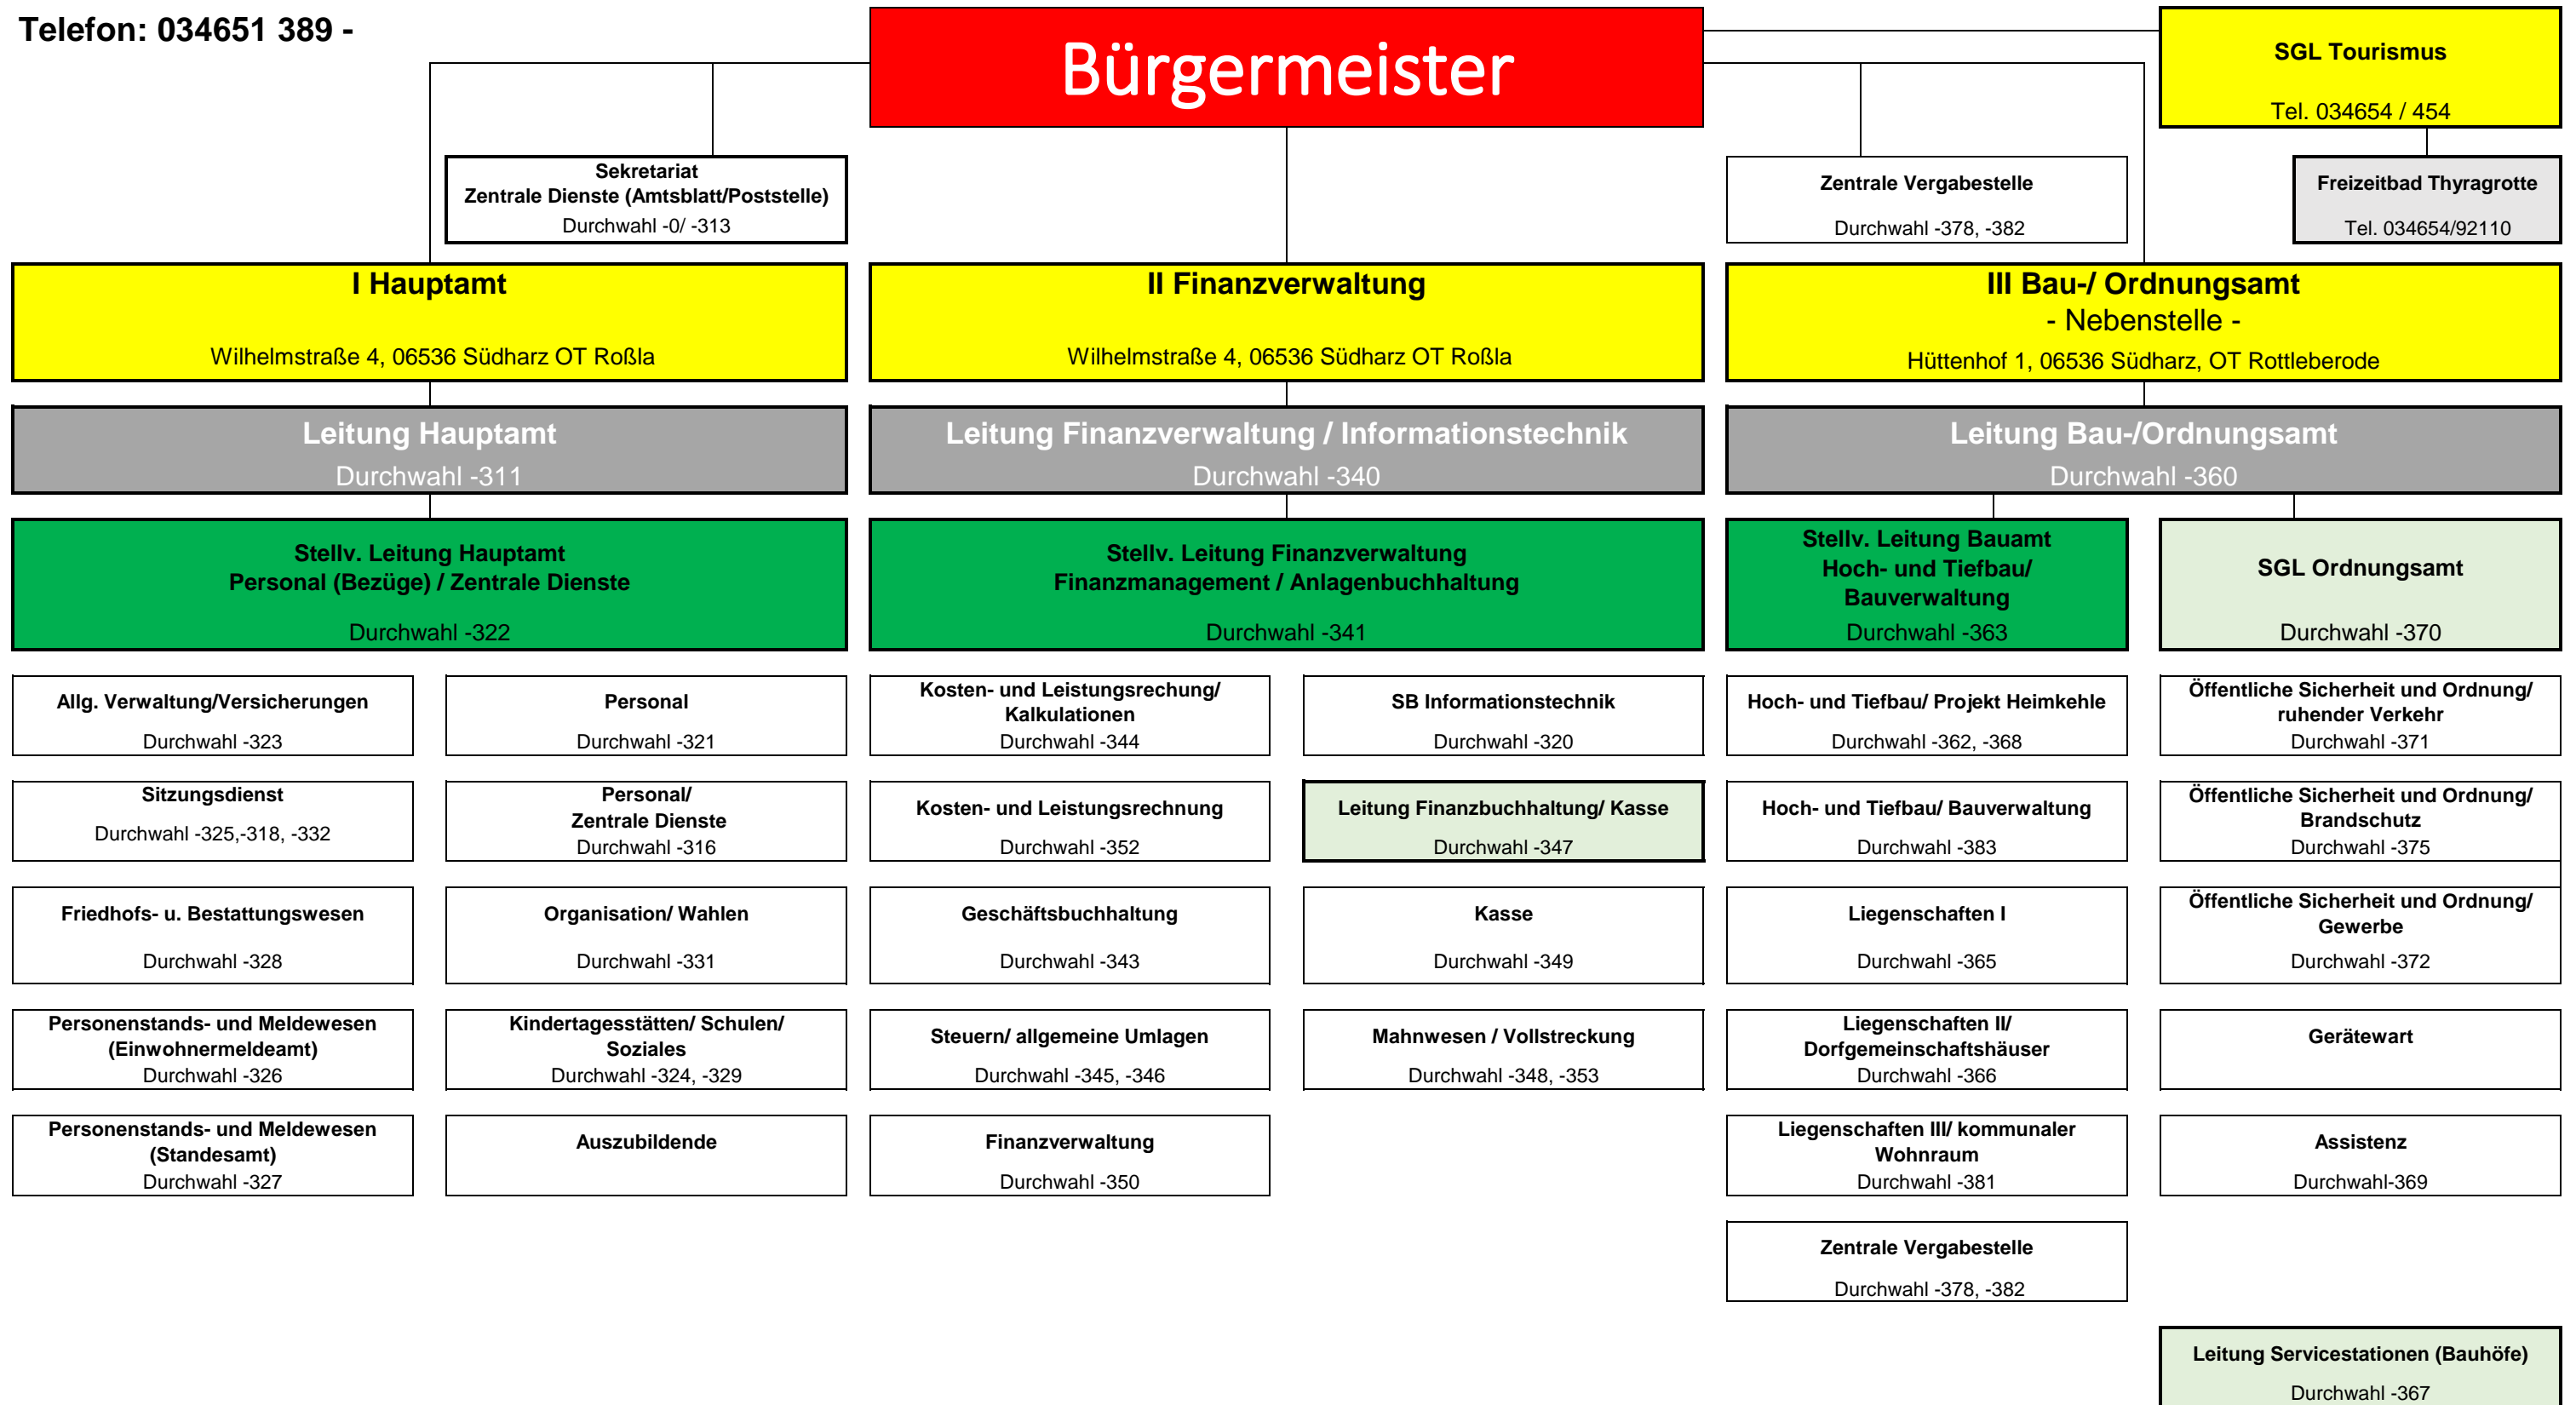 Telefon: 034651 389 -
Bürgermeister
SGL Tourismus
Tel. 034654 / 454
Sekretariat
Zentrale Dienste (Amtsblatt/Poststelle)
Durchwahl -0/ -313
Zentrale Vergabestelle
Durchwahl -378, -382
Freizeitbad Thyragrotte
Tel. 034654/92110
I Hauptamt
Wilhelmstraße 4, 06536 Südharz OT Roßla
II Finanzverwaltung
Wilhelmstraße 4, 06536 Südharz OT Roßla
III Bau-/ Ordnungsamt
- Nebenstelle -
Hüttenhof 1, 06536 Südharz, OT Rottleberode
Leitung Hauptamt
Durchwahl -311
Leitung Finanzverwaltung / Informationstechnik
Durchwahl -340
Leitung Bau-/Ordnungsamt
Durchwahl -360
Stellv. Leitung Hauptamt
Personal (Bezüge) / Zentrale Dienste
Durchwahl -322
Stellv. Leitung Finanzverwaltung
Finanzmanagement / Anlagenbuchhaltung
Durchwahl -341
Stellv. Leitung Bauamt
Hoch- und Tiefbau/
Bauverwaltung
Durchwahl -363
SGL Ordnungsamt
Durchwahl -370
Allg. Verwaltung/Versicherungen
Durchwahl -323
Personal
Durchwahl -321
Kosten- und Leistungsrechung/
Kalkulationen
Durchwahl -344
SB Informationstechnik
Durchwahl -320
Hoch- und Tiefbau/ Projekt Heimkehle
Durchwahl -362, -368
Öffentliche Sicherheit und Ordnung/
ruhender Verkehr
Durchwahl -371
Sitzungsdienst
Durchwahl -325,-318, -332
Personal/
Zentrale Dienste
Durchwahl -316
Kosten- und Leistungsrechnung
Durchwahl -352
Leitung Finanzbuchhaltung/ Kasse
Durchwahl -347
Hoch- und Tiefbau/ Bauverwaltung
Durchwahl -383
Öffentliche Sicherheit und Ordnung/
Brandschutz
Durchwahl -375
Friedhofs- u. Bestattungswesen
Durchwahl -328
Organisation/ Wahlen
Durchwahl -331
Geschäftsbuchhaltung
Durchwahl -343
Kasse
Durchwahl -349
Liegenschaften I
Durchwahl -365
Öffentliche Sicherheit und Ordnung/
Gewerbe
Durchwahl -372
Personenstands- und Meldewesen
(Einwohnermeldeamt)
Durchwahl -326
Kindertagesstätten/ Schulen/
Soziales
Durchwahl -324, -329
Steuern/ allgemeine Umlagen
Durchwahl -345, -346
Mahnwesen / Vollstreckung
Durchwahl -348, -353
Liegenschaften II/
Dorfgemeinschaftshäuser
Durchwahl -366
Gerätewart
Personenstands- und Meldewesen
(Standesamt)
Durchwahl -327
Auszubildende
Finanzverwaltung
Durchwahl -350
Liegenschaften III/ kommunaler
Wohnraum
Durchwahl -381
Assistenz
Durchwahl-369
Zentrale Vergabestelle
Durchwahl -378, -382
Leitung Servicestationen (Bauhöfe)
Durchwahl -367